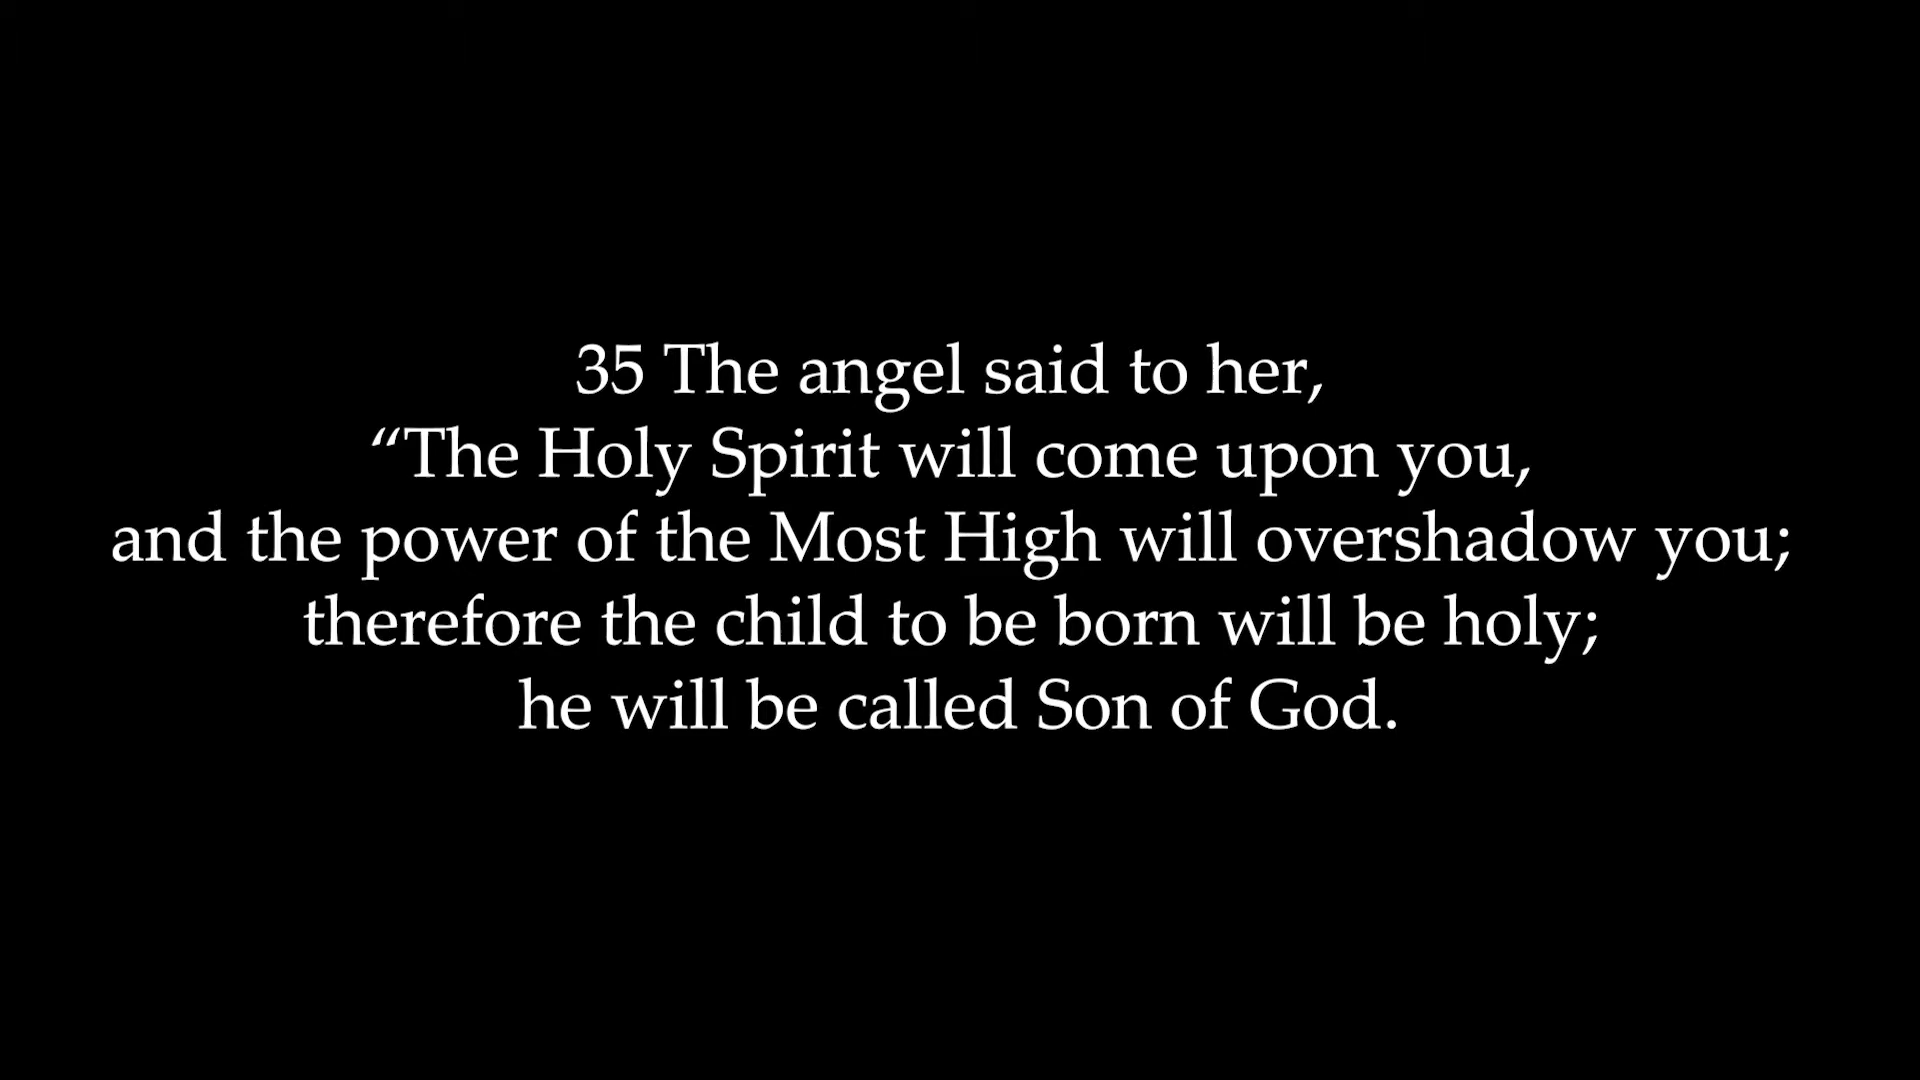 35 The angel said to her,
“The Holy Spirit will come upon you,
and the power of the Most High will overshadow you;
therefore the child to be born will be holy;
he will be called Son of God.